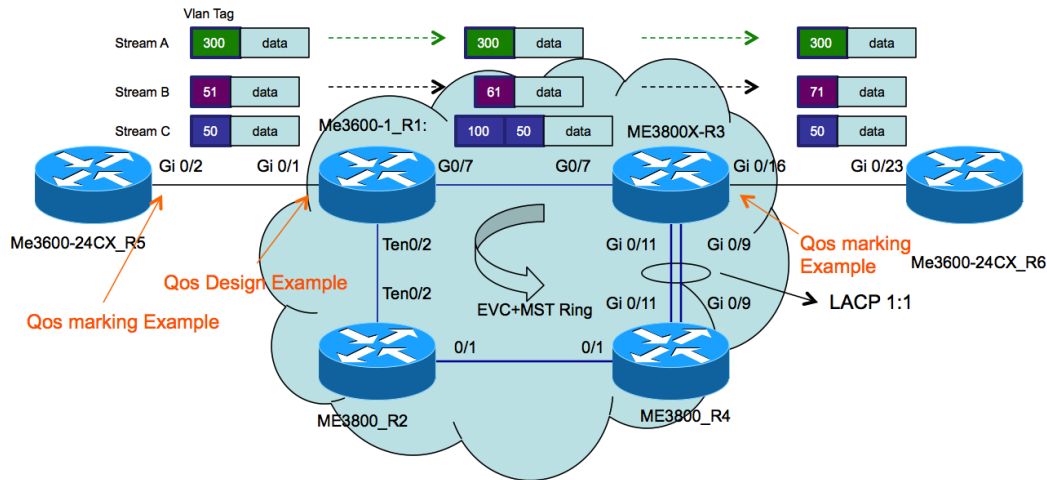 Vlan Tag
Stream A
300 data
300 data
300 data
Stream B
51 data
61 data
71 data
Stream C
50 data
100 50 data
50 data
Me3600-1_R1:
ME3800X-R3
Gi 0/2
Gi 0/1
G0/7
G0/7
Gi 0/16
Gi 0/23
Me3600-24CX_R5
Me3600-24CX_R6
Ten0/2
Gi 0/11
Gi 0/9
Qos marking
Example
Qos Design Example
Qos marking Example
Ten0/2
EVC+MST Ring
Gi 0/11
Gi 0/9
LACP 1:1
0/1
0/1
ME3800_R2
ME3800_R4